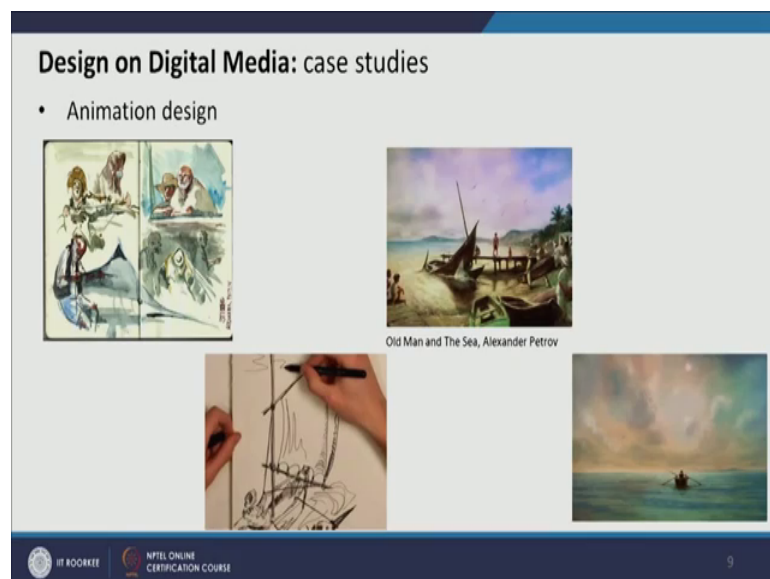 Design on Digital Media: case studies
• Animation design
Old Man and The Sea, Alexander Petrov
IIT ROORKEE
NPTEL ONLINE
CERTIFICATION COURSE
9